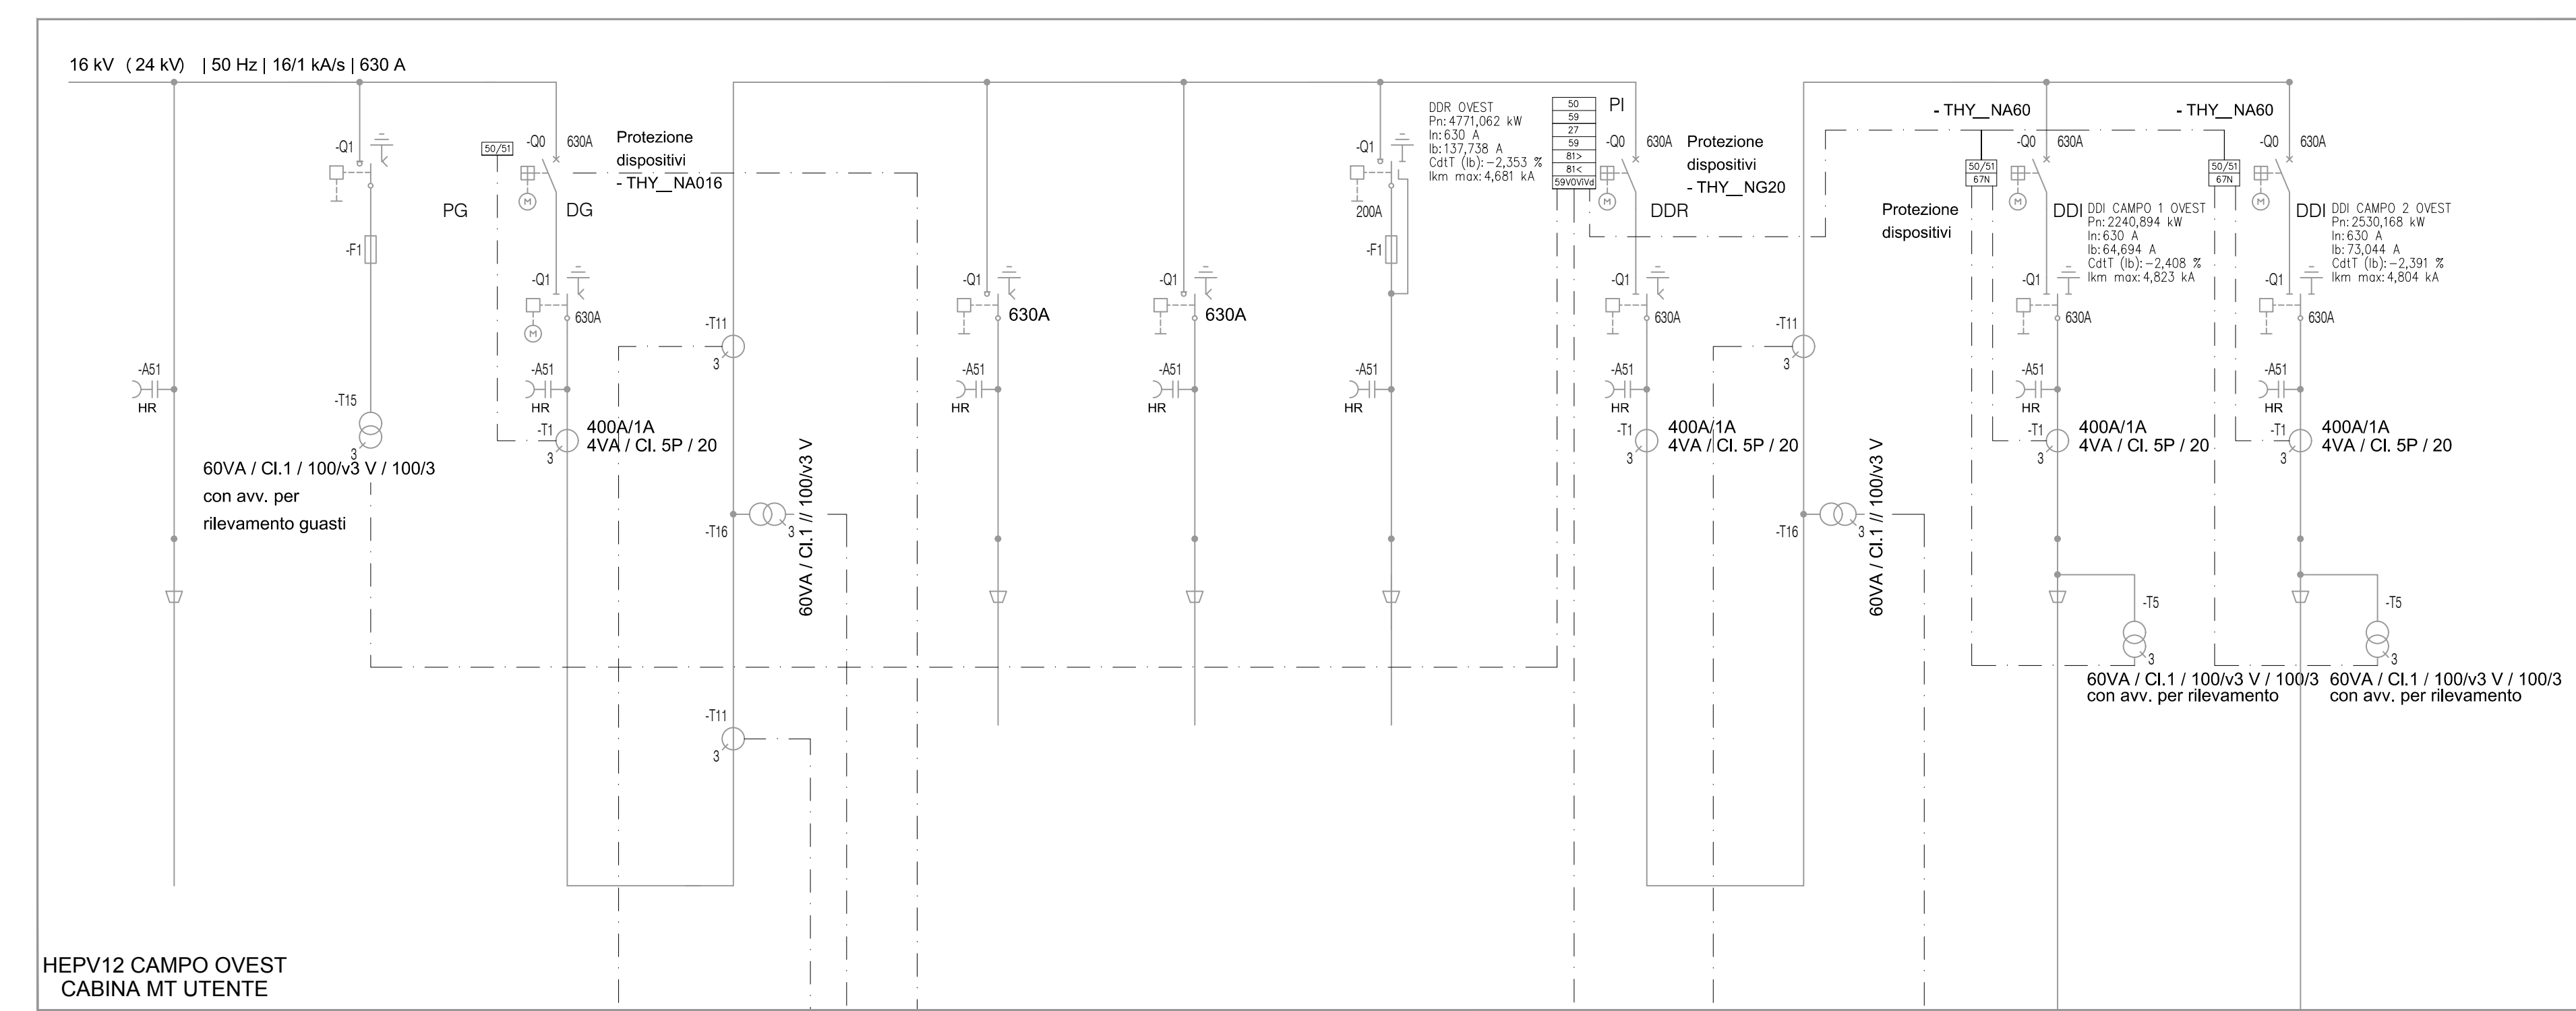 16 kV ( 24 kV) | 50 Hz | 16/1 kA/s | 630 A
-A51
HR
-Q1
-F1
-T15
3
60VA / Cl.1 / 100/v3 V / 100/3
con avv. per
rilevamento guasti
50/51
PG
-Q0
630A
M
DG
Protezione
dispositivi
- THY__NA016
-Q1
630A
M
-A51
HR
-T1
3
400A/1A
4VA / Cl. 5P / 20
-T11
3
-T16
3
60VA / Cl.1 // 100/v3 V
-T11
3
-Q1
630A
-A51
HR
-Q1
630A
-A51
HR
-Q1
200A
-F1
-A51
HR
DDR OVEST
Pn: 4771,062 kW
In: 630 A
Ib: 137,738 A
CdtT (Ib): -2,353 %
Ikm max: 4,681 kA
50
59
27
59
81>
81<
59V0ViVd
PI
-Q0
630A
M
DDR
Protezione
dispositivi
- THY__NG20
-Q1
630A
-A51
HR
-T1
3
400A/1A
4VA / Cl. 5P / 20
-T11
3
-T16
3
60VA / Cl.1 // 100/v3 V
Protezione
dispositivi
- THY__NA60
50/51
67N
-Q0
630A
M
DDI
DDI CAMPO 1 OVEST
Pn: 2240,894 kW
In: 630 A
Ib: 64,694 A
CdtT (Ib): -2,408 %
Ikm max: 4,823 kA
-Q1
630A
-A51
HR
-T1
3
400A/1A
4VA / Cl. 5P / 20
-T5
3
60VA / Cl.1 / 100/v3 V / 100/3
con avv. per rilevamento
- THY__NA60
50/51
67N
-Q0
630A
M
DDI
DDI CAMPO 2 OVEST
Pn: 2530,168 kW
In: 630 A
Ib: 73,044 A
CdtT (Ib): -2,391 %
Ikm max: 4,804 kA
-Q1
630A
-A51
HR
-T1
3
400A/1A
4VA / Cl. 5P / 20
-T5
3
60VA / Cl.1 / 100/v3 V / 100/3
con avv. per rilevamento
HEPV12 CAMPO OVEST
CABINA MT UTENTE